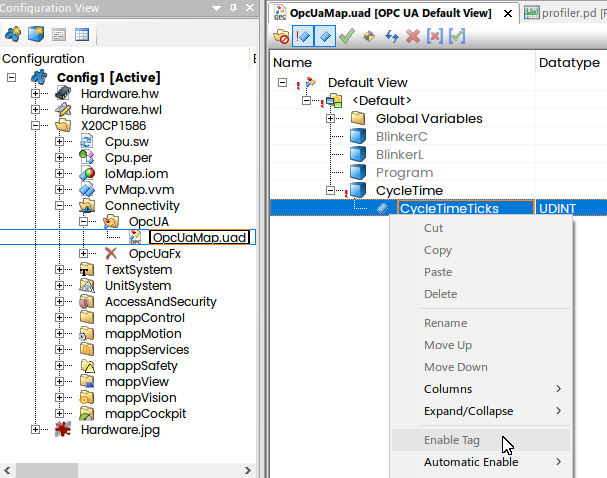 Configuration View
Configuration
Config1 [Active]
Hardware.hw
Hardware.hwl
X20CP1586
Cpu.sw
Cpu.per
IoMap.iom
PvMap.vvm
Connectivity
OpcUA
OpcUaMap.uad
OpcUaFx
TextSystem
UnitSystem
AccessAndSecurity
mappControl
mappMotion
mappServices
mappSafety
mappView
mappVision
mappCockpit
Hardware.jpg
OPC OpcUaMap.uad [OPC UA Default View]
profiler.pd [Profiler]
Name Datatype
Default View
<Default>
Global Variables
BlinkerC
BlinkerL
Program
CycleTime
CycleTimeTicks UDINT
Cut
Copy
Paste
Delete
Rename
Move Up
Move Down
Columns
Expand/Collapse
Enable Tag
Automatic Enable